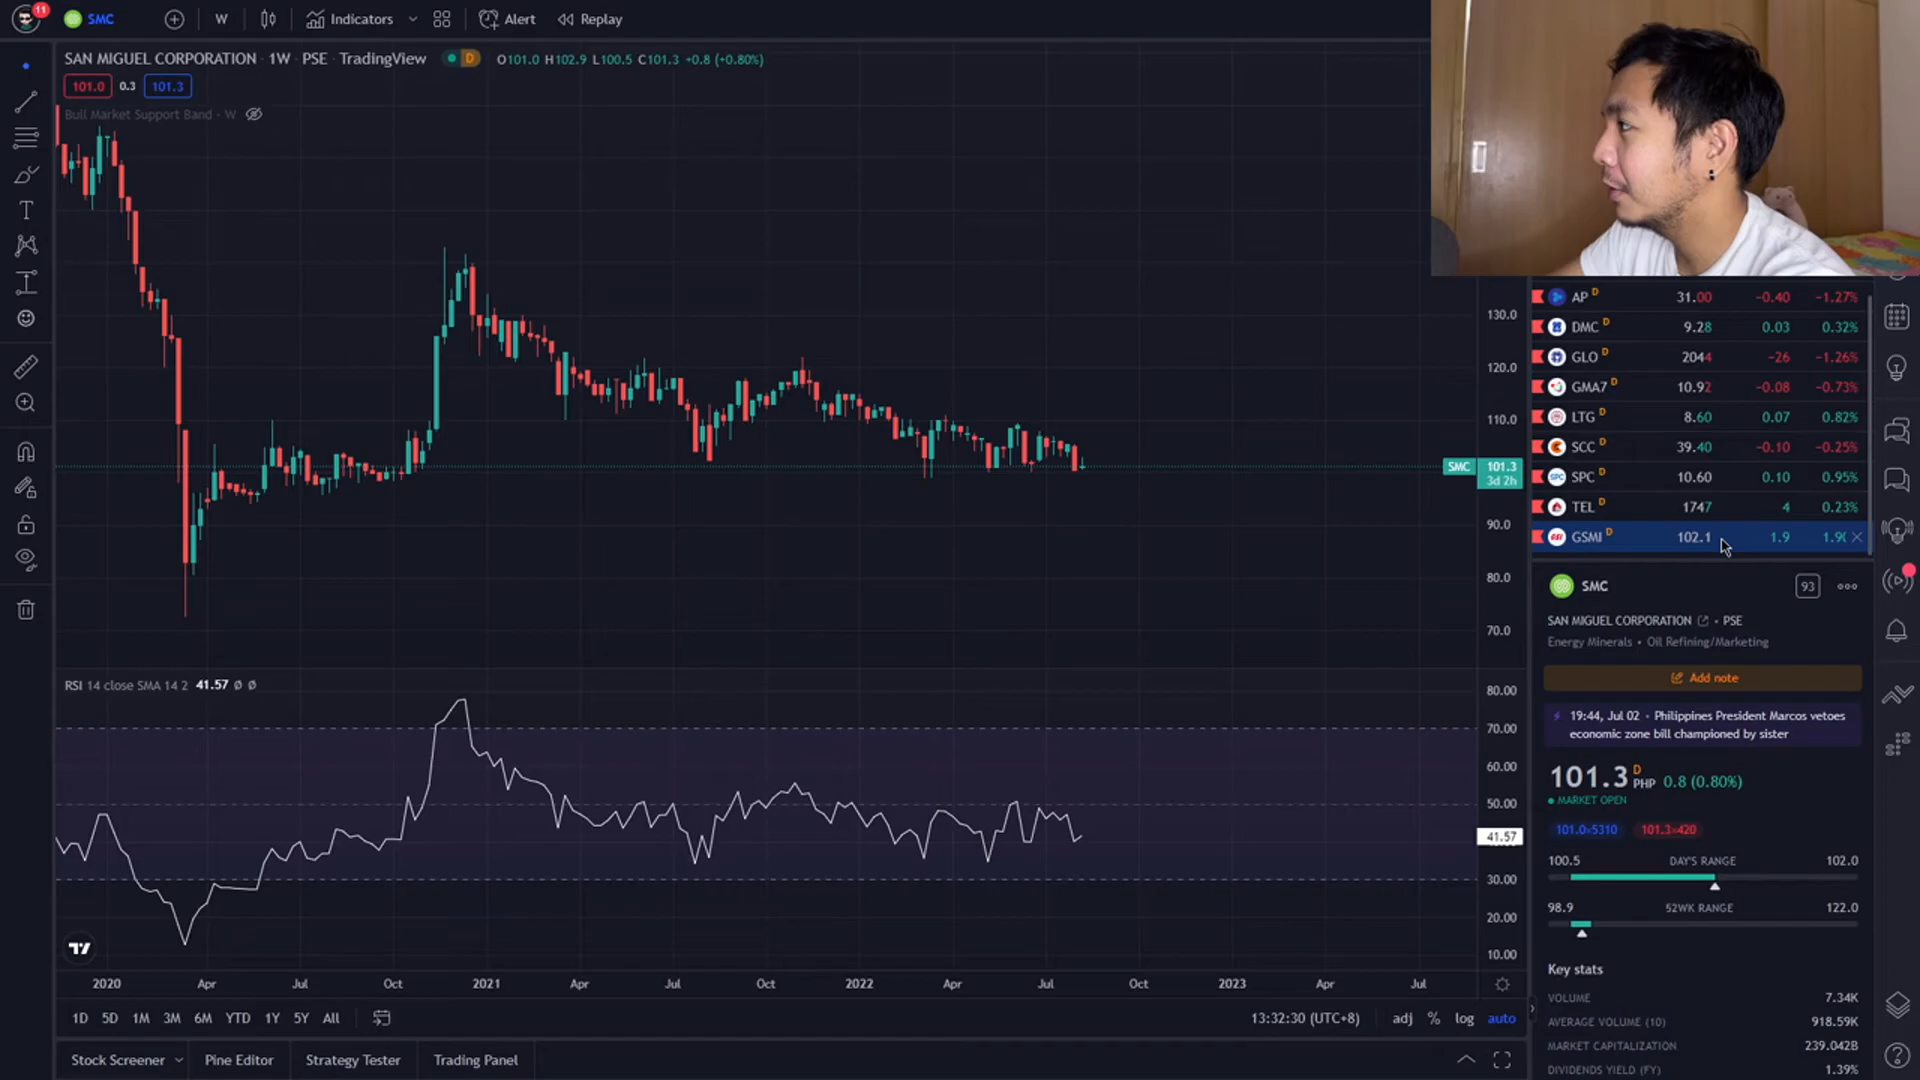 11 SMC W Indicators Alert Replay
SAN MIGUEL CORPORATION · 1W · PSE · TradingView D O101.0 H102.9 L100.5 C101.3 +0.8 (+0.80%)
101.0 0.3 101.3
Bull Market Support Band · W
130.0
120.0
110.0
SMC 101.3
3d 2h
90.0
80.0
70.0
RSI 14 close SMA 14 2 41.57 Ø Ø
80.00
70.00
60.00
50.00
41.57
30.00
20.00
10.00
2020 Apr Jul Oct 2021 Apr Jul Oct 2022 Apr Jul Oct 2023 Apr Jul
1D 5D 1M 3M 6M YTD 1Y 5Y All 13:32:30 (UTC+8) adj % log auto
Stock Screener Pine Editor Strategy Tester Trading Panel
AP D 31.00 −0.40 −1.27%
DMC D 9.28 0.03 0.32%
GLO D 2044 −26 −1.26%
GMA7 D 10.92 −0.08 −0.73%
LTG D 8.60 0.07 0.82%
SCC D 39.40 −0.10 −0.25%
SPC D 10.60 0.10 0.95%
TEL D 1747 4 0.23%
GSMI D 102.1 1.9
SMC 93
SAN MIGUEL CORPORATION • PSE
Energy Minerals • Oil Refining/Marketing
Add note
19:44, Jul 02 • Philippines President Marcos vetoes
economic zone bill championed by sister
101.3 D PHP 0.8 (0.80%)
MARKET OPEN
101.0×5310 101.3×420
100.5 DAY'S RANGE 102.0
98.9 52WK RANGE 122.0
Key stats
VOLUME 7.34K
AVERAGE VOLUME (10) 918.59K
MARKET CAPITALIZATION 239.042B
DIVIDENDS YIELD (FY) 1.39%